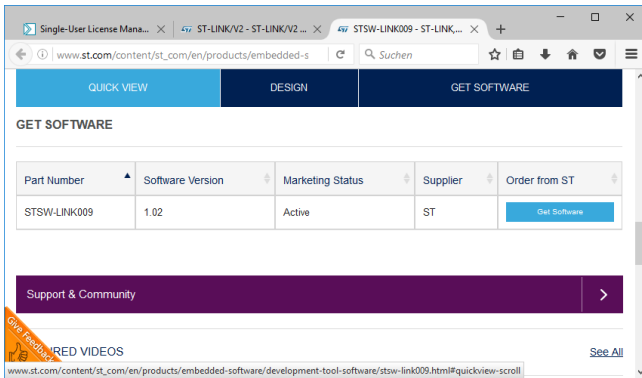 Single-User License Mana... ST-LINK/V2 - ST-LINK/V2 ... STSW-LINK009 - ST-LINK,...
www.st.com/content/st_com/en/products/embedded-s Suchen
QUICK VIEW DESIGN GET SOFTWARE
GET SOFTWARE
Part Number Software Version Marketing Status Supplier Order from ST
STSW-LINK009 1.02 Active ST Get Software
Support & Community
Give Feedback
RED VIDEOS See All
www.st.com/content/st_com/en/products/embedded-software/development-tool-software/stsw-link009.html#quickview-scroll